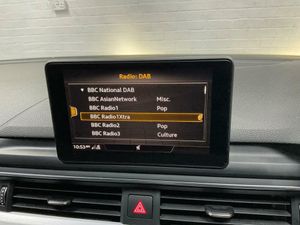 Radio: DAB
BBC National DAB
BBC AsianNetwork Misc.
BBC Radio1 Pop
BBC Radio1Xtra
BBC Radio2 Pop
BBC Radio3 Culture
10:53